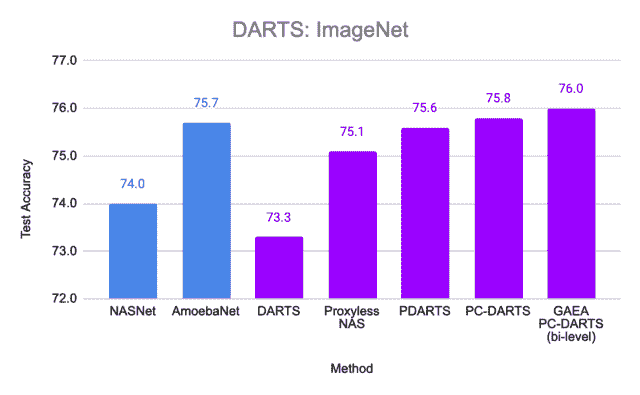 DARTS: ImageNet
77.0
76.0
75.0
74.0
73.0
72.0
Test Accuracy
74.0
75.7
73.3
75.1
75.6
75.8
76.0
NASNet
AmoebaNet
DARTS
Proxyless
NAS
PDARTS
PC-DARTS
GAEA
PC-DARTS
(bi-level)
Method